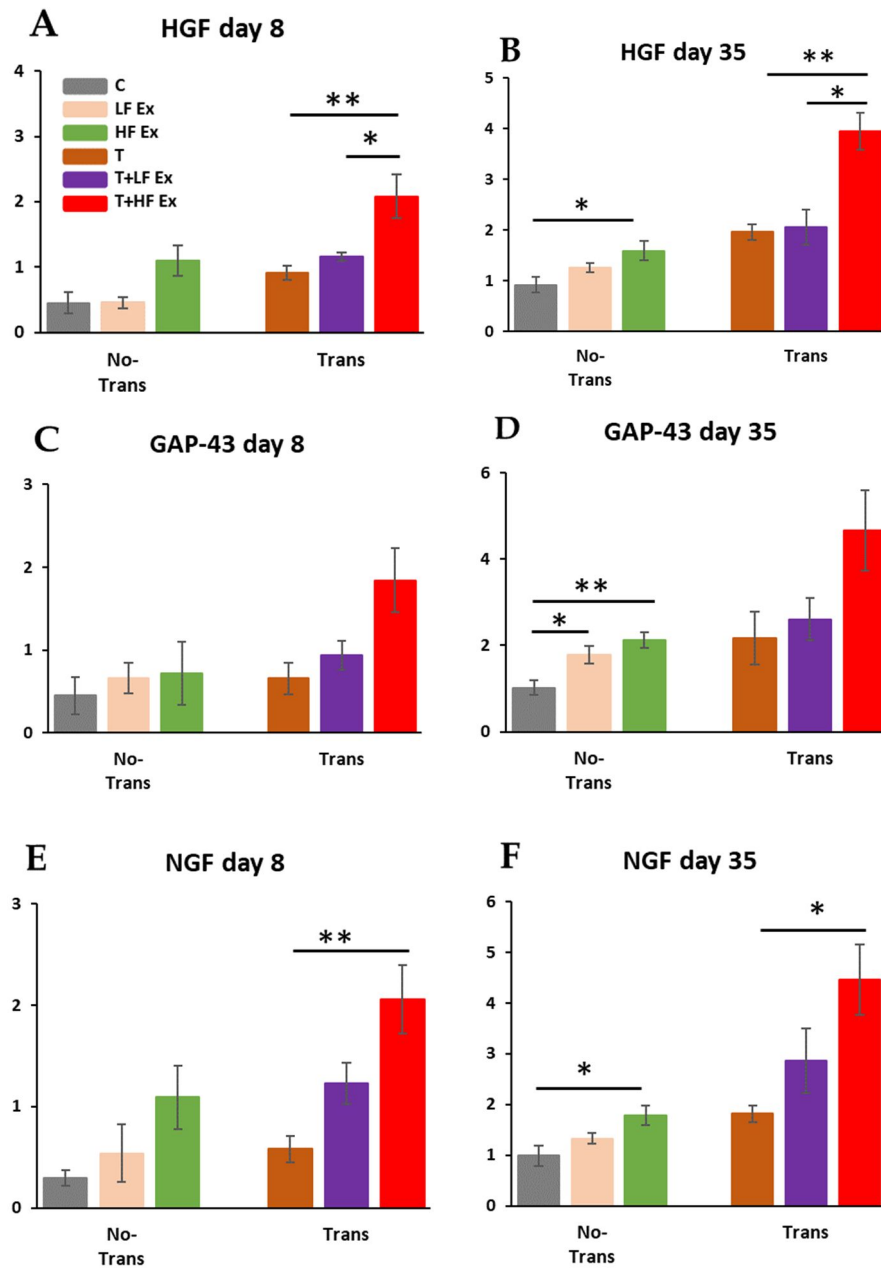 A
HGF day 8
4
3
2
1
0
C
LF Ex
HF Ex
T
T+LF Ex
T+HF Ex
**
*
No-
Trans
Trans
B
HGF day 35
5
4
3
2
1
0
*
**
*
No-
Trans
Trans
C
GAP-43 day 8
3
2
1
0
No-
Trans
Trans
D
GAP-43 day 35
6
4
2
0
**
*
No-
Trans
Trans
E
NGF day 8
3
2
1
0
**
No-
Trans
Trans
F
NGF day 35
6
5
4
3
2
1
0
*
*
No-
Trans
Trans